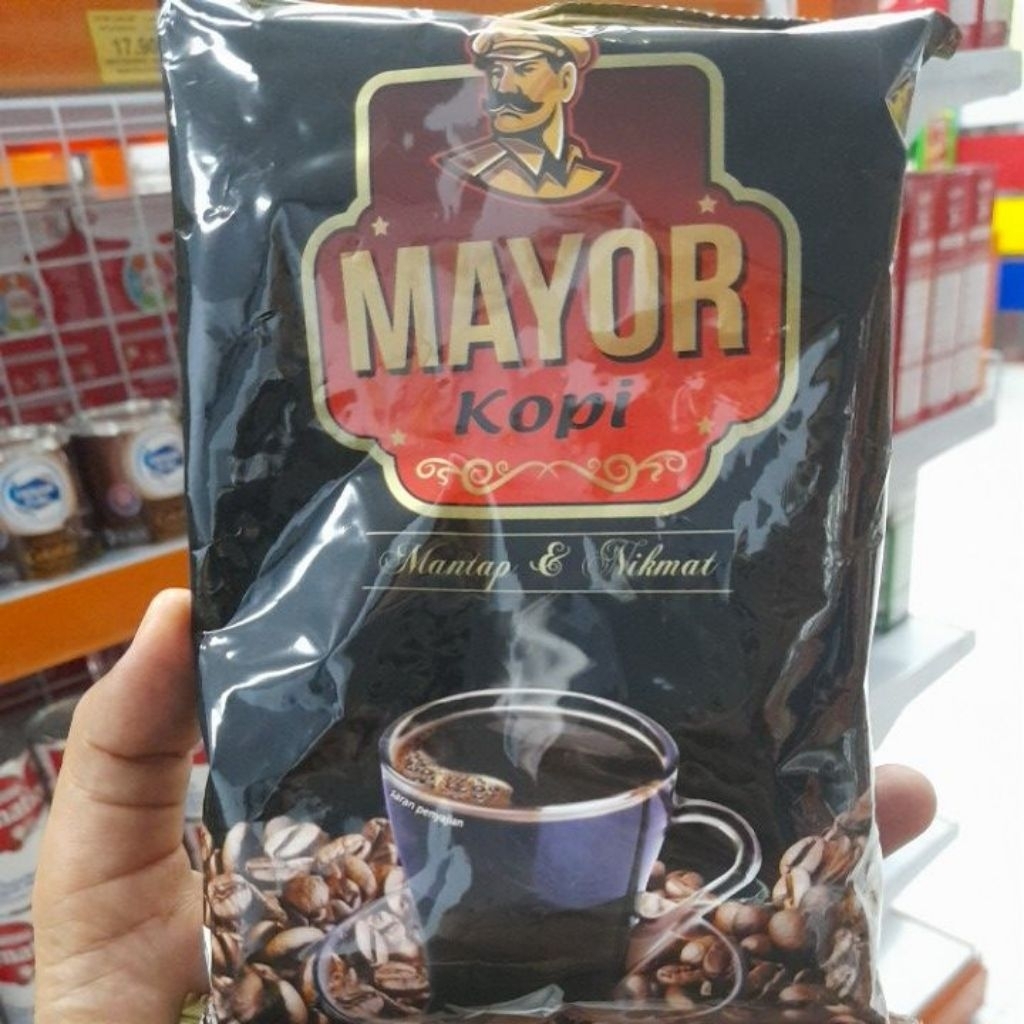 MAYOR
Kopi
Mantap & Nikmat
saran penyajian